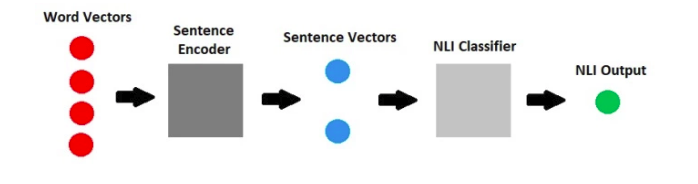 Word Vectors
Sentence
Encoder
Sentence Vectors
NLI Classifier
NLI Output